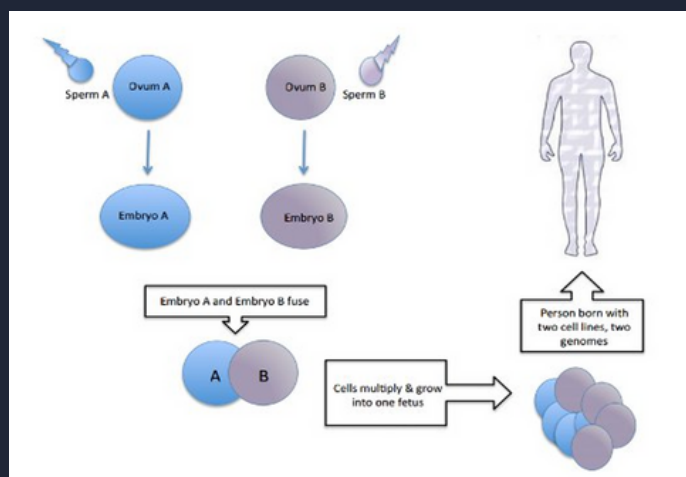 Sperm A
Ovum A
Ovum B
Sperm B
Embryo A
Embryo B
Embryo A and Embryo B fuse
A
B
Cells multiply & grow
into one fetus
Person born with
two cell lines, two
genomes